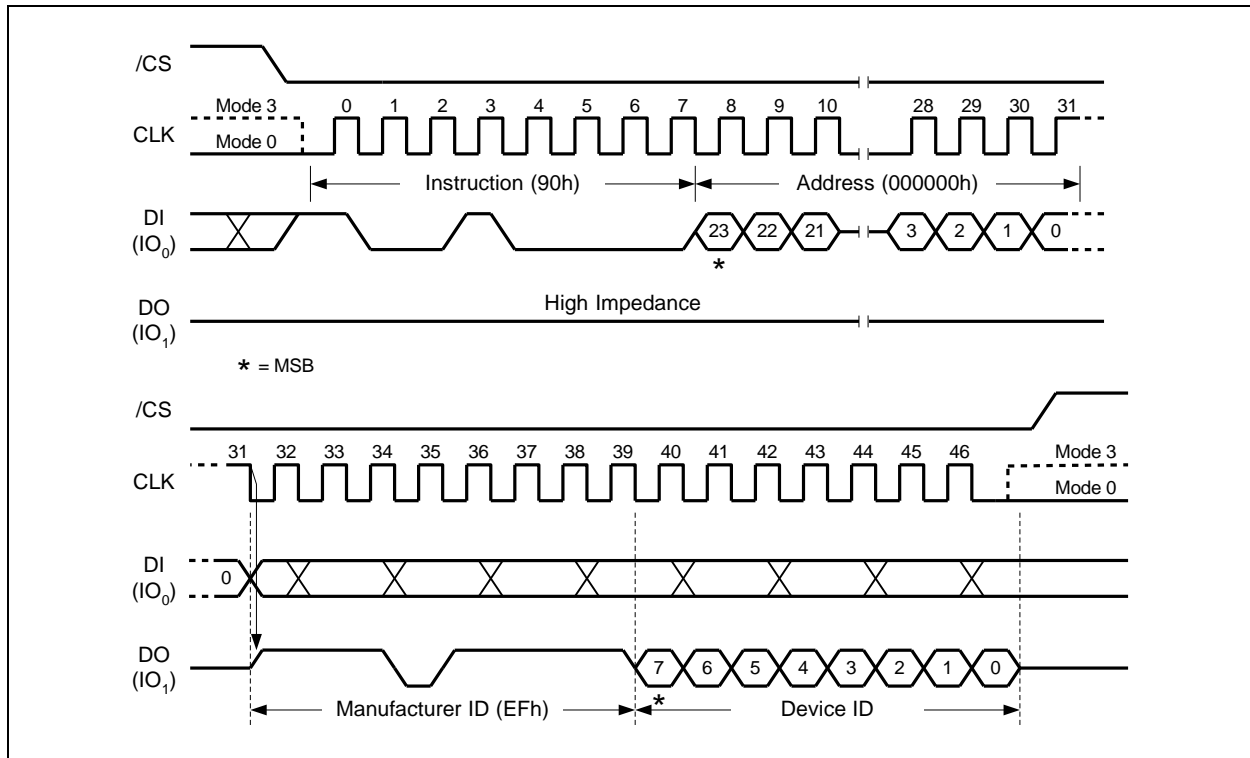 /CS
Mode 3 0 1 2 3 4 5 6 7 8 9 10 28 29 30 31
CLK
Mode 0
Instruction (90h) Address (000000h)
DI
(IO0) 23 22 21 3 2 1 0
*
High Impedance
DO
(IO1)
* = MSB
/CS
31 32 33 34 35 36 37 38 39 40 41 42 43 44 45 46 Mode 3
CLK
Mode 0
DI
(IO0) 0
DO
(IO1) 7 6 5 4 3 2 1 0
*
Manufacturer ID (EFh) Device ID